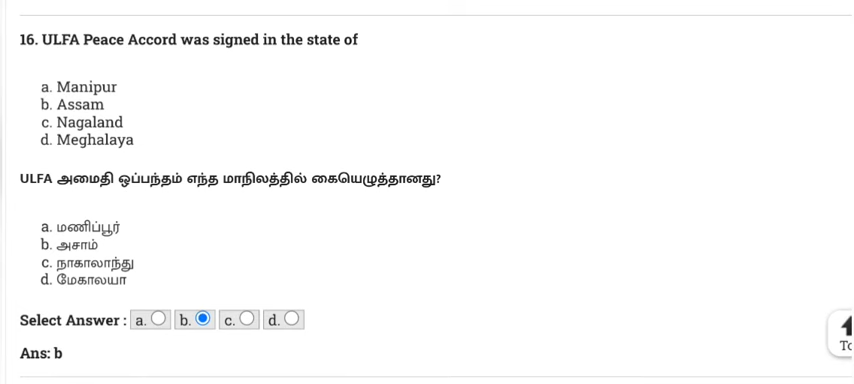 16. ULFA Peace Accord was signed in the state of
a. Manipur
b. Assam
c. Nagaland
d. Meghalaya
ULFA அமைதி ஒப்பந்தம் எந்த மாநிலத்தில் கையெழுத்தானது?
a. மணிப்பூர்
b. அசாம்
c. நாகாலாந்து
d. மேகாலயா
Select Answer : a. b. c. d.
Ans: b